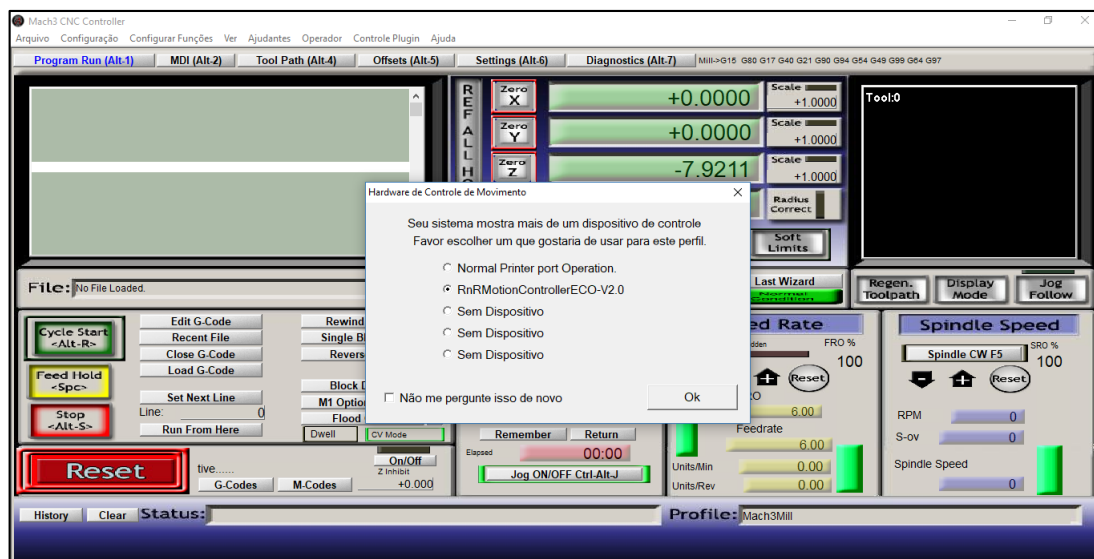 Mach3 CNC Controller
Arquivo Configuração Configurar Funções Ver Ajudantes Operador Controle Plugin Ajuda
Program Run (Alt-1) MDI (Alt-2) Tool Path (Alt-4) Offsets (Alt-5) Settings (Alt-6) Diagnostics (Alt-7) Mill->G15 G80 G17 G40 G21 G90 G94 G54 G49 G99 G64 G97
REF ALL H
Zero X +0.0000 Scale +1.0000
Zero Y +0.0000 Scale +1.0000
Zero Z -7.9211 Scale +1.0000
Radius Correct
Soft Limits
Tool:0
Hardware de Controle de Movimento
Seu sistema mostra mais de um dispositivo de controle
Favor escolher um que gostaria de usar para este perfil.
Normal Printer port Operation.
RnRMotionControllerECO-V2.0
Sem Dispositivo
Sem Dispositivo
Sem Dispositivo
Não me pergunte isso de novo
Ok
File: No File Loaded.
Last Wizard
Normal Condition
Regen. Toolpath
Display Mode
Jog Follow
Cycle Start
<Alt-R>
Feed Hold
<Spc>
Stop
<Alt-S>
Edit G-Code
Recent File
Close G-Code
Load G-Code
Set Next Line
Line: 0
Run From Here
Rewind
Single B
Revers
Block D
M1 Optio
Flood
Dwell
CV Mode
Reset
tive......
G-Codes
M-Codes
On/Off
Z Inhibit
+0.000
Remember
Return
Elapsed 00:00
Jog ON/OFF Ctrl-Alt-J
ed Rate
FRO %
100
Reset
6.00
Feedrate
6.00
Units/Min 0.00
Units/Rev 0.00
Spindle Speed
Spindle CW F5
SRO %
100
Reset
RPM 0
S-ov 0
Spindle Speed
0
History
Clear
Status:
Profile: Mach3Mill